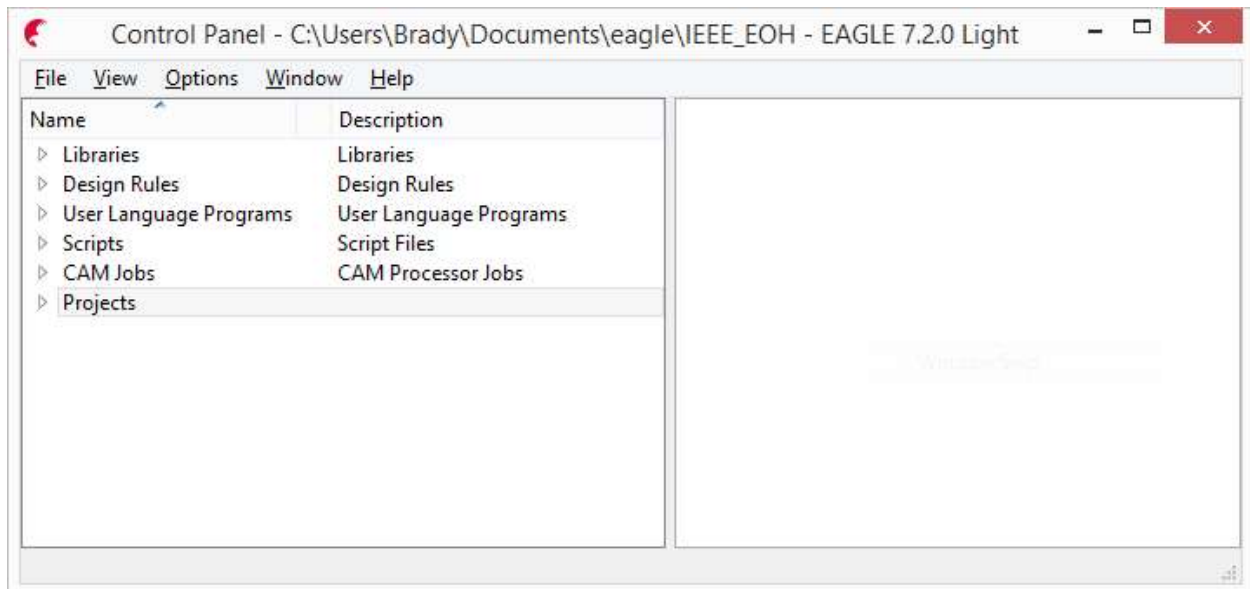 Control Panel - C:\Users\Brady\Documents\eagle\IEEE_EOH - EAGLE 7.2.0 Light
File View Options Window Help
Name Description
Libraries Libraries
Design Rules Design Rules
User Language Programs User Language Programs
Scripts Script Files
CAM Jobs CAM Processor Jobs
Projects